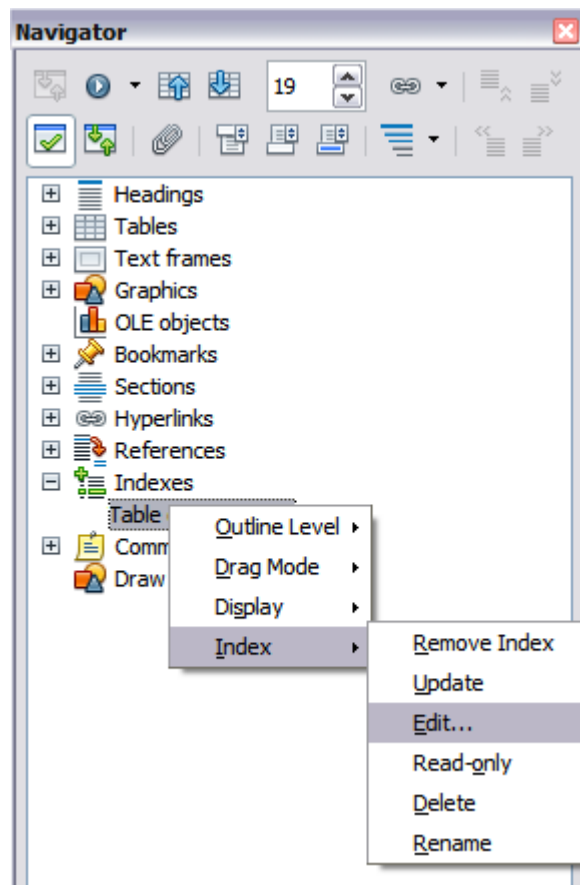 Navigator
19
Headings
Tables
Text frames
Graphics
OLE objects
Bookmarks
Sections
Hyperlinks
References
Indexes
Table
Comm
Draw
Outline Level
Drag Mode
Display
Index
Remove Index
Update
Edit...
Read-only
Delete
Rename